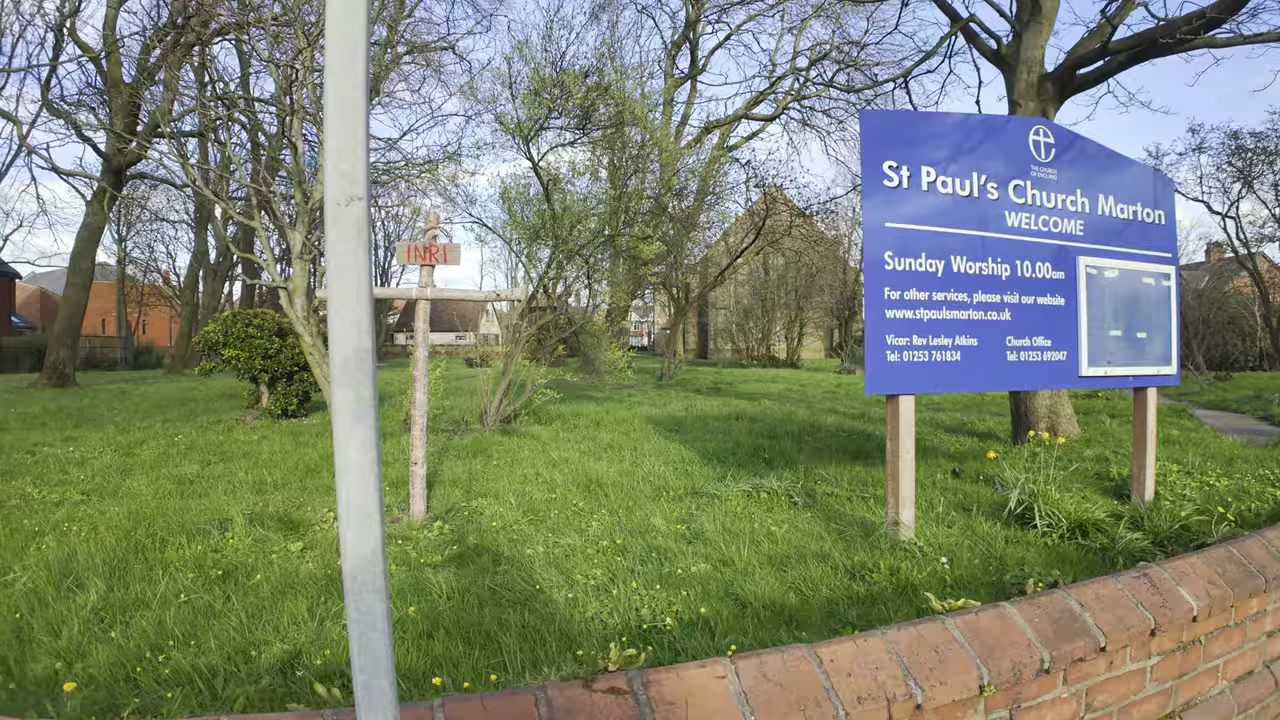 INRI
THE CHURCH
OF ENGLAND
St Paul's Church Marton
WELCOME
Sunday Worship 10.00am
For other services, please visit our website
www.stpaulsmarton.co.uk
Vicar: Rev Lesley Atkins
Tel: 01253 761834
Church Office
Tel: 01253 692047